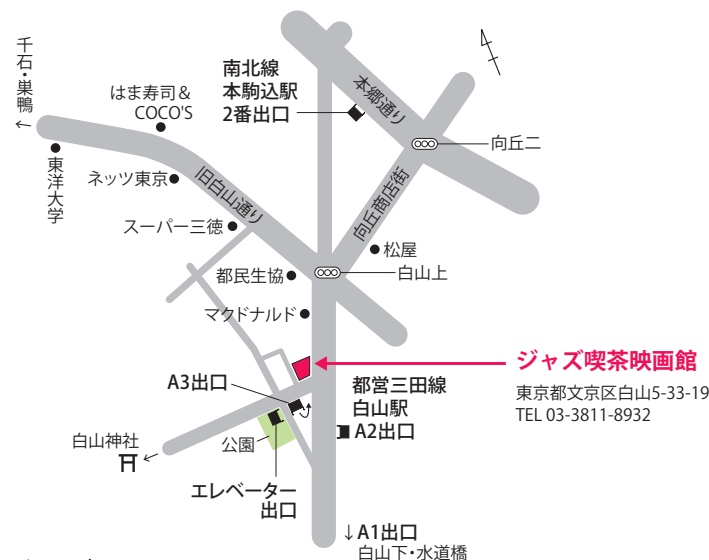 千石・巣鴨
←
東洋大学
はま寿司＆
COCO'S
ネッツ東京
スーパー三徳
旧白山通り
南北線
本駒込駅
2番出口
本郷通り
向丘二
向丘商店街
松屋
白山上
都民生協
マクドナルド
ジャズ喫茶映画館
東京都文京区白山5-33-19
TEL 03-3811-8932
A3出口
都営三田線
白山駅
A2出口
白山神社
←
公園
エレベーター
出口
↓A1出口
白山下・水道橋